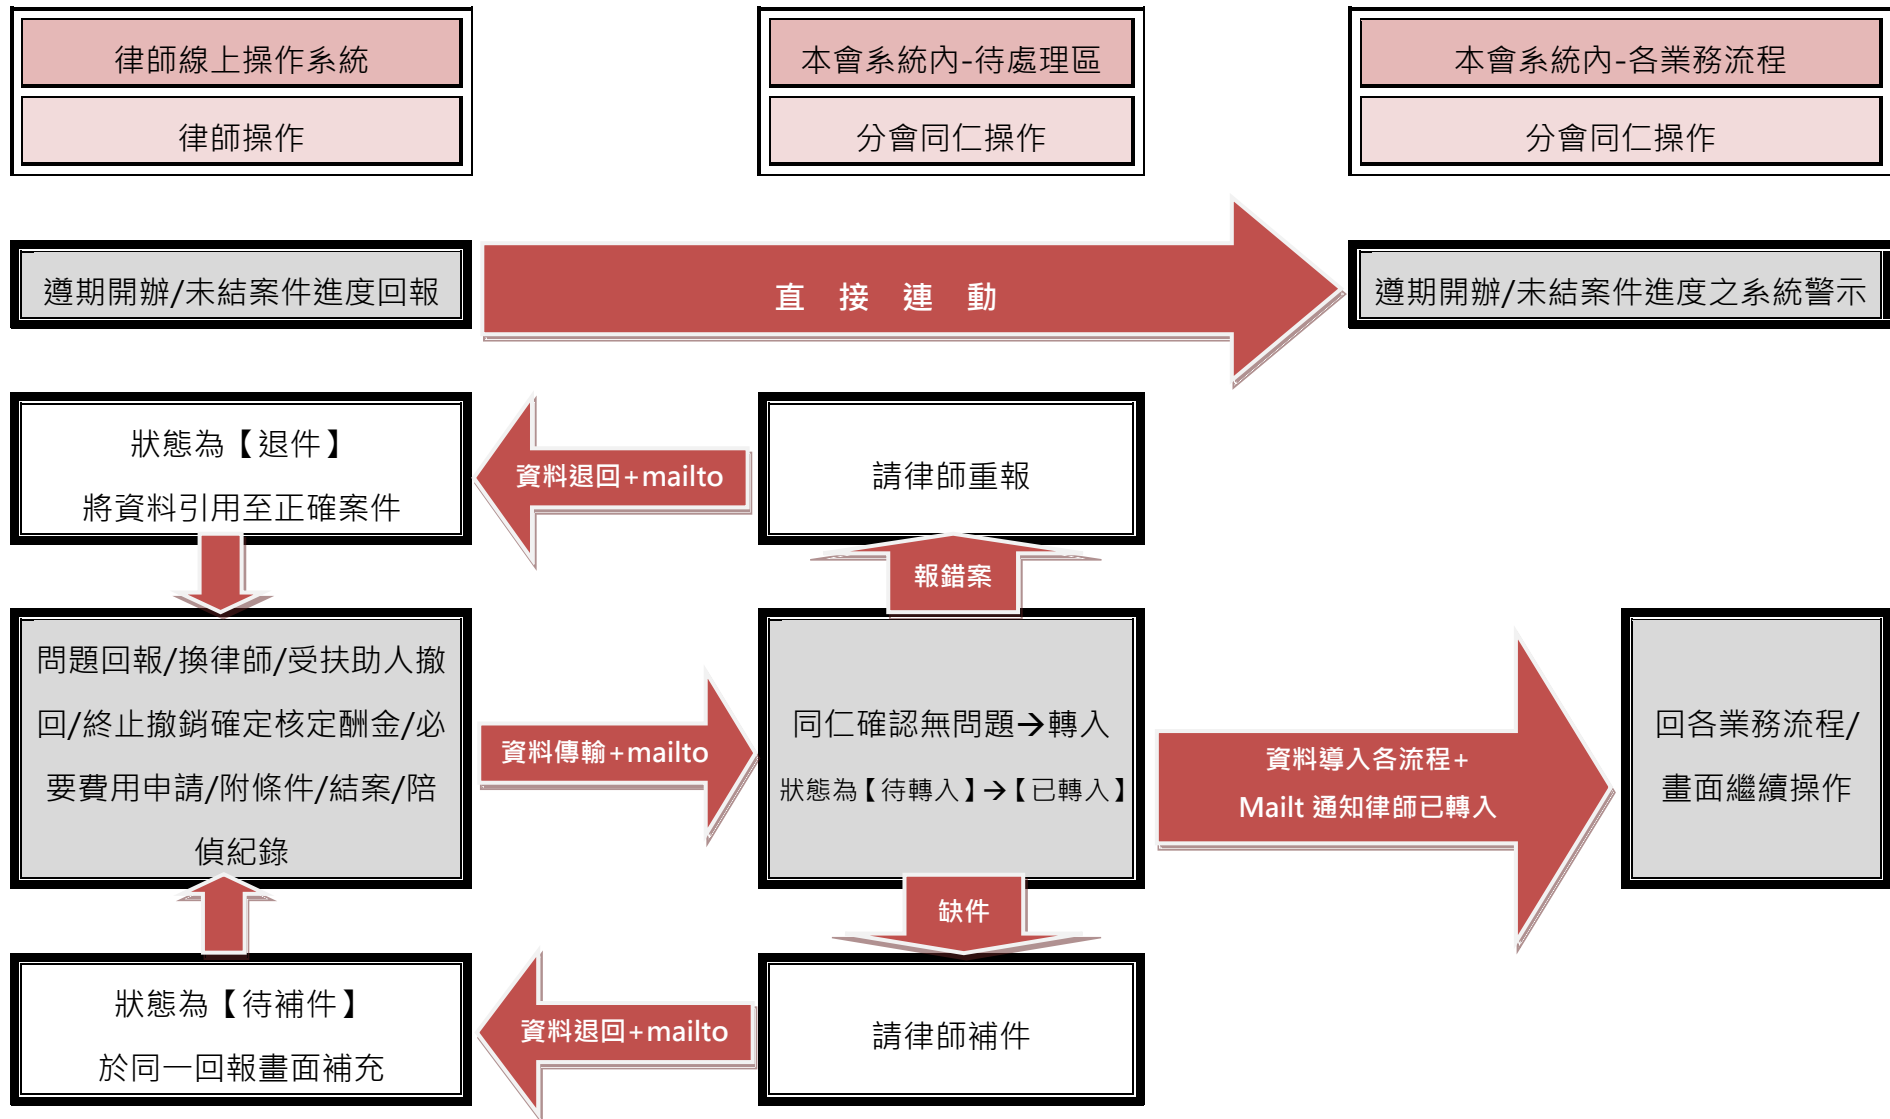 律師線上操作系統
律師操作
本會系統內-待處理區
分會同仁操作
本會系統內-各業務流程
分會同仁操作
遵期開辦/未結案件進度回報
直 接 連 動
遵期開辦/未結案件進度之系統警示
狀態為【退件】
將資料引用至正確案件
資料退回+mailto
請律師重報
報錯案
問題回報/換律師/受扶助人撤
回/終止撤銷確定核定酬金/必
要費用申請/附條件/結案/陪
偵紀錄
資料傳輸+mailto
同仁確認無問題→轉入
狀態為【待轉入】→【已轉入】
資料導入各流程+
Mailt 通知律師已轉入
回各業務流程/
畫面繼續操作
缺件
狀態為【待補件】
於同一回報畫面補充
資料退回+mailto
請律師補件